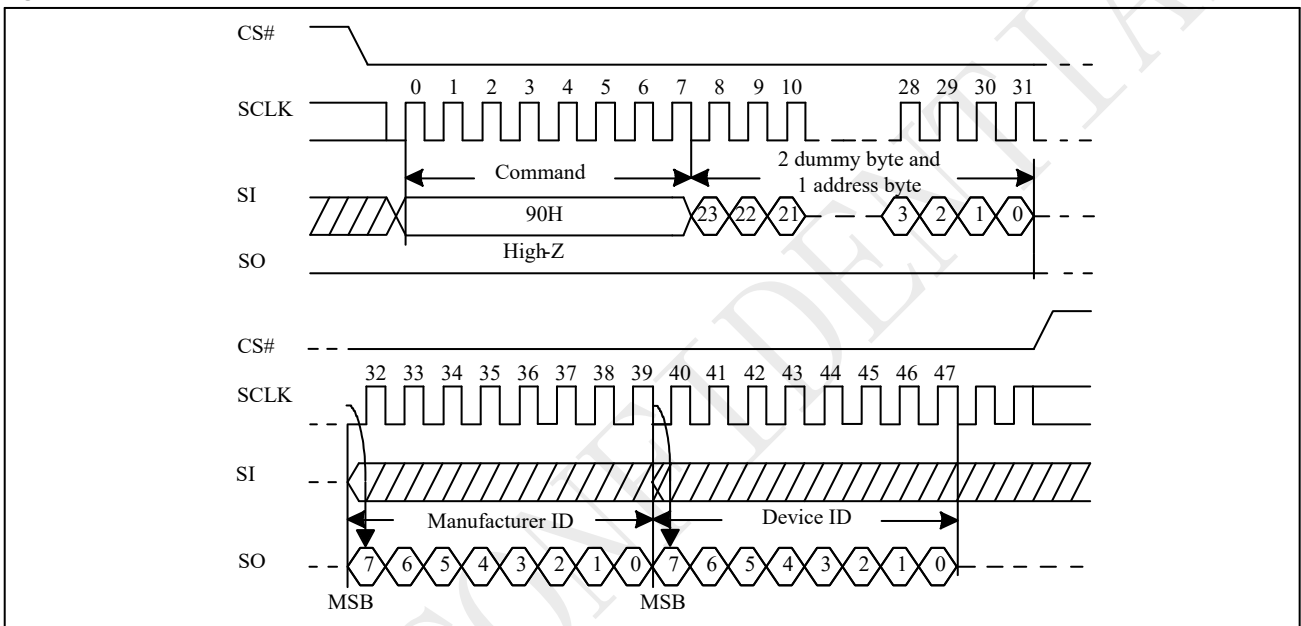 CS#
0 1 2 3 4 5 6 7 8 9 10 28 29 30 31
SCLK
Command
2 dummy byte and
1 address byte
SI
90H
23 22 21 3 2 1 0
High-Z
SO
CS#
32 33 34 35 36 37 38 39 40 41 42 43 44 45 46 47
SCLK
SI
Manufacturer ID
Device ID
SO
7 6 5 4 3 2 1 0 7 6 5 4 3 2 1 0
MSB MSB
CONFIDENTIA